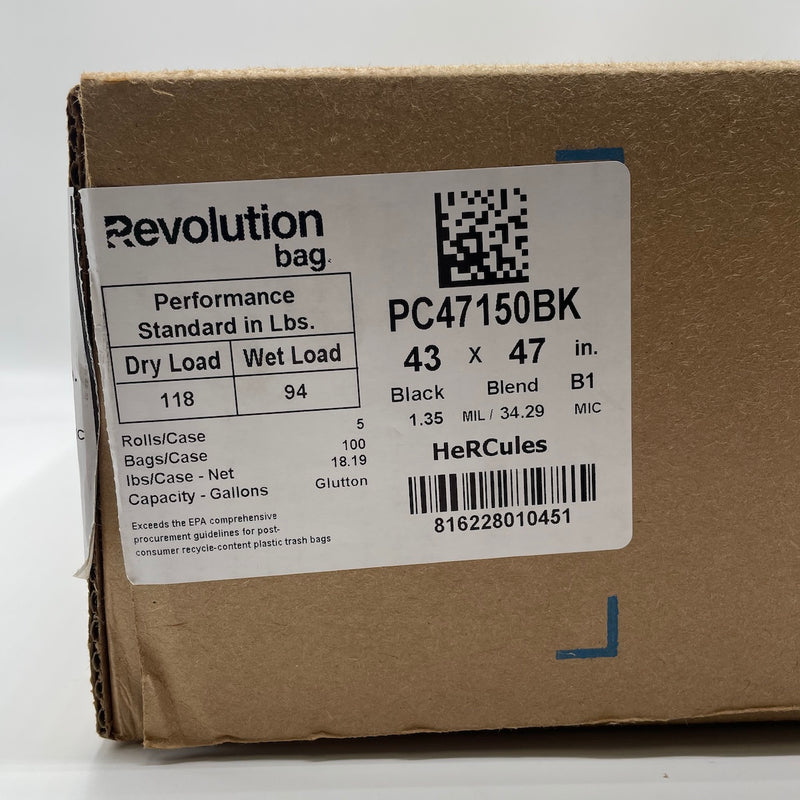 Revolution
bag.
Performance
Standard in Lbs.
Dry Load Wet Load
118 94
Rolls/Case 5
Bags/Case 100
lbs/Case - Net 18.19
Capacity - Gallons Glutton
Exceeds the EPA comprehensive
procurement guidelines for post-
consumer recycle-content plastic trash bags
PC47150BK
43 X 47 in.
Black Blend B1
1.35 MIL / 34.29 MIC
HeRCules
816228010451
C